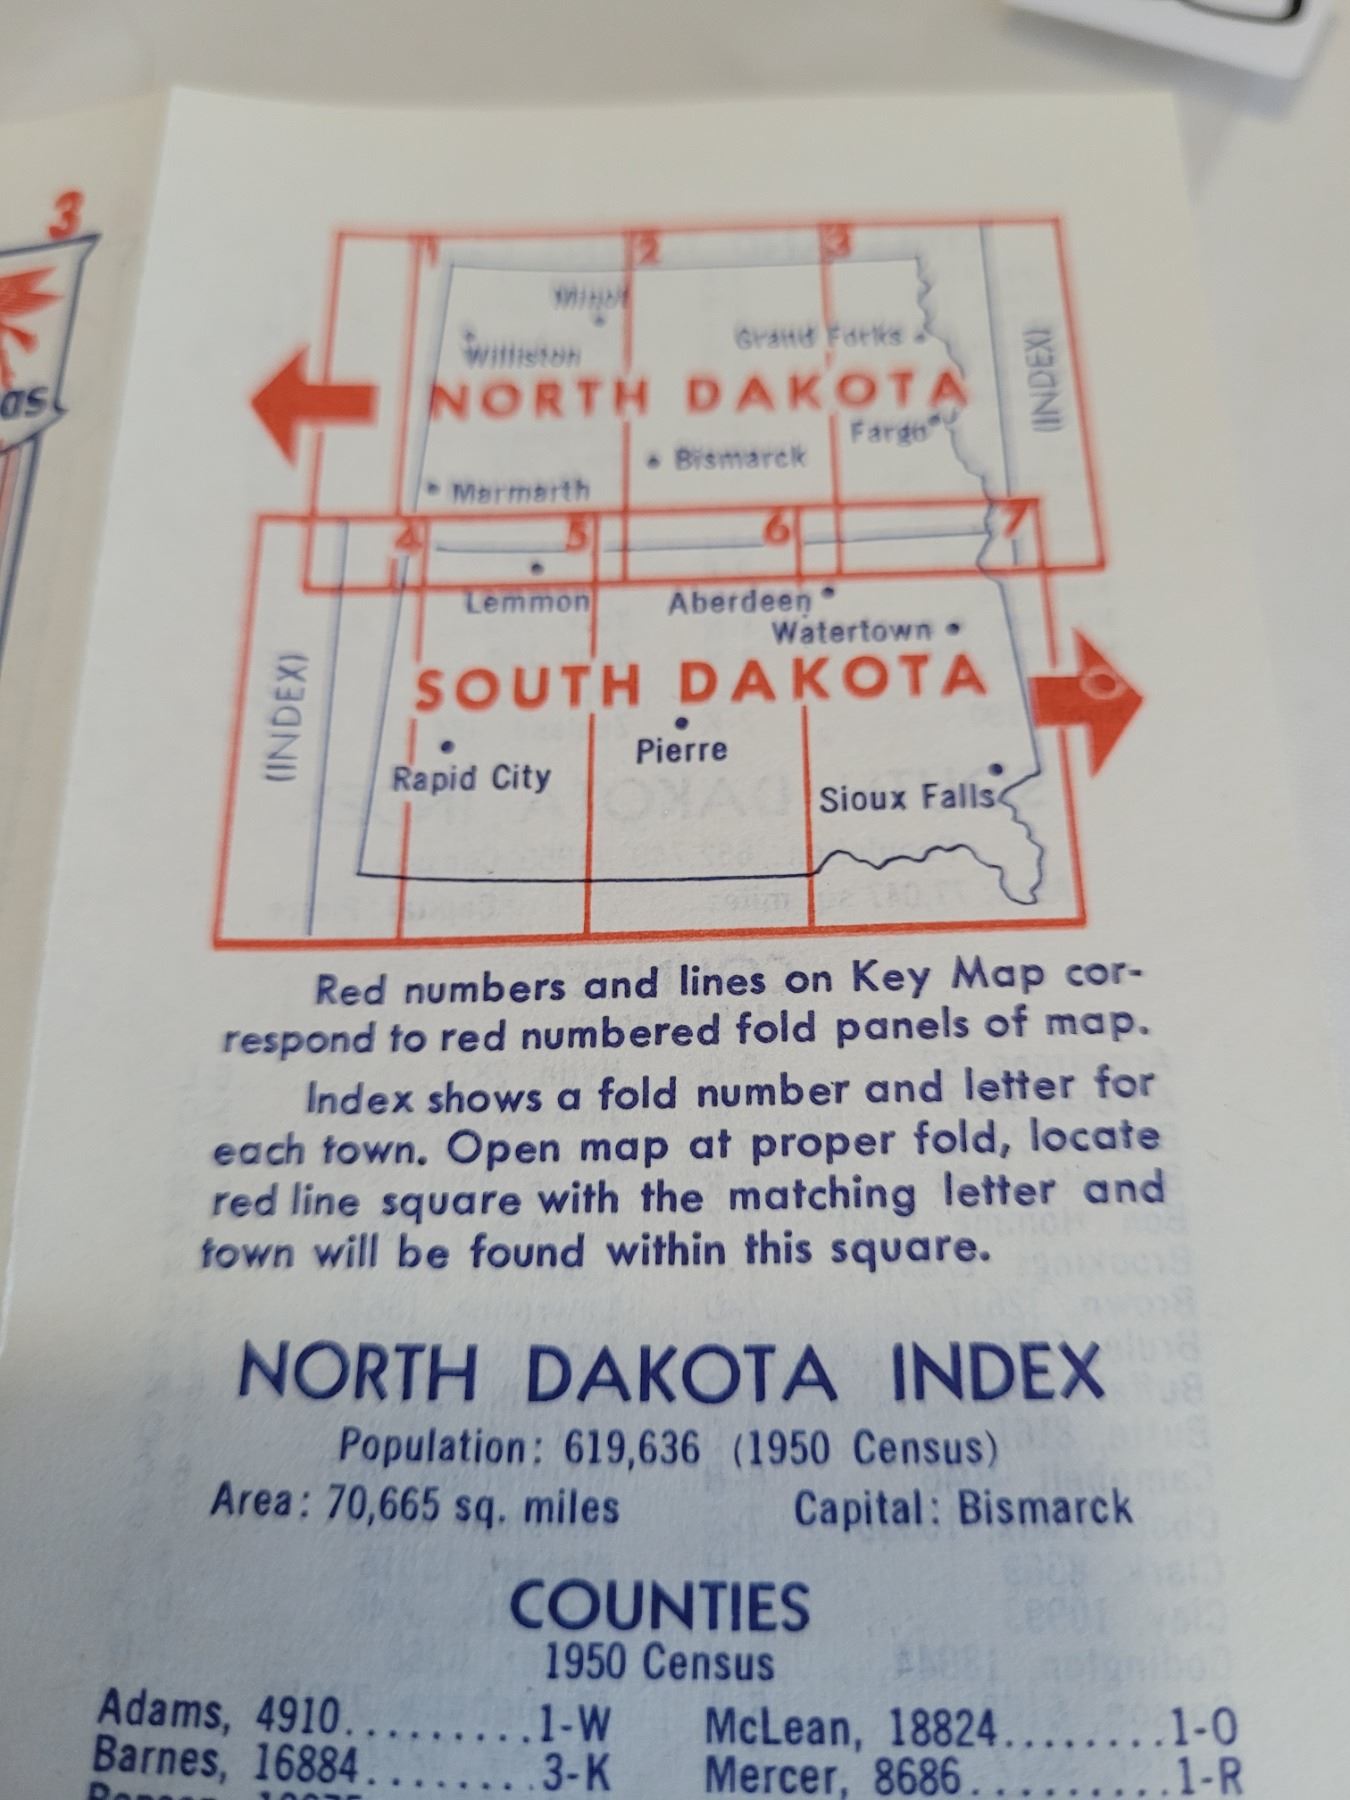 3
as
1 2 3
Minot
Grand Forks
Williston
(INDEX)
NORTH DAKOTA
Fargo
Bismarck
Marmarth
4 5 6 7
Lemmon
Aberdeen
Watertown
(INDEX)
SOUTH DAKOTA
Pierre
Rapid City
Sioux Falls
Red numbers and lines on Key Map cor-
respond to red numbered fold panels of map.
Index shows a fold number and letter for
each town. Open map at proper fold, locate
red line square with the matching letter and
town will be found within this square.
NORTH DAKOTA INDEX
Population: 619,636 (1950 Census)
Area: 70,665 sq. miles Capital: Bismarck
COUNTIES
1950 Census
Adams, 4910.........1-W McLean, 18824........1-O
Barnes, 16884........3-K Mercer, 8686..........1-R